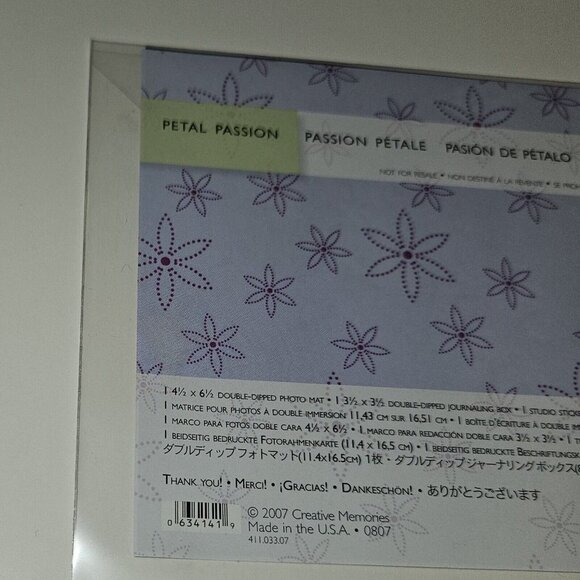 PETAL PASSION PASSION PÉTALE PASIÓN DE PÉTALO
NOT FOR RESALE • NON DESTINÉ À LA REVENTE • SE
1 4½ x 6½ DOUBLE-DIPPED PHOTO MAT • 1 3½ x 3½ DOUBLE-DIPPED JOURNALING BOX • 1 STUDIO
1 MATRICE POUR PHOTOS À DOUBLE IMMERSION 11,43 CM SUR 16,51 CM • 1 BOÎTE D'ÉCRITURE À DOUBLE
1 MARCO PARA FOTOS DOBLE CARA 4½ x 6½ • 1 MARCO PARA REDACCIÓN DOBLE CARA 3½ x 3½ • 1
1 BEIDSEITIG BEDRUCKTE FOTORAHMENKARTE (11,4 x 16,5 CM) • 1 BEIDSEITIG BEDRUCKTE
ダブルディップ フォトマット(11.4x16.5cm) 1枚・ダブルディップ ジャーナリング ボックス
THANK YOU! • MERCI! • ¡GRACIAS! • DANKESCHÖN! • ありがとうございます
0 634141 9
© 2007 Creative Memories
Made in the U.S.A. • 0807
411.033.07